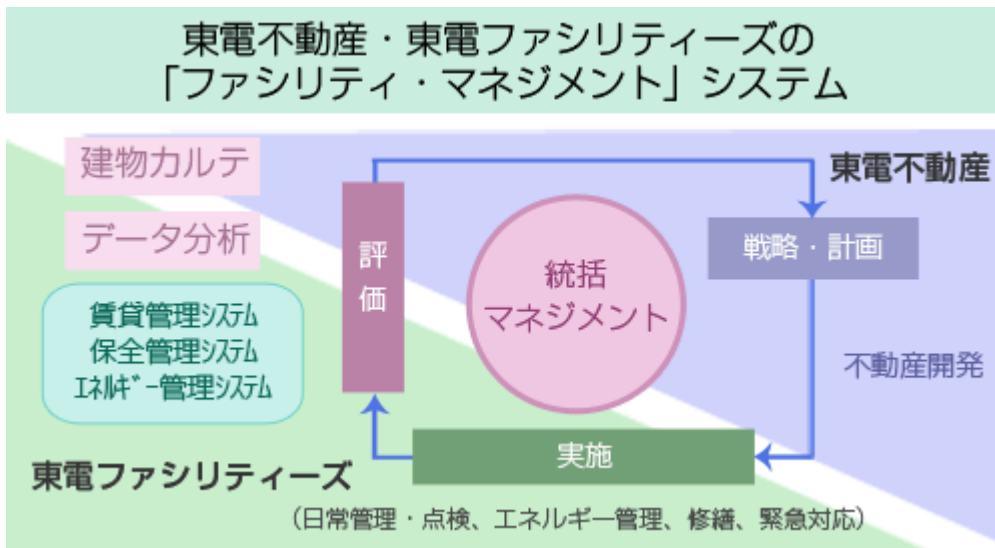 東電不動産・東電ファシリティーズの
「ファシリティ・マネジメント」システム
建物カルテ
データ分析
賃貸管理ｼｽﾃﾑ
保全管理ｼｽﾃﾑ
ｴﾈﾙｷﾞｰ管理ｼｽﾃﾑ
東電ファシリティーズ
評価
統括
マネジメント
東電不動産
戦略・計画
不動産開発
実施
（日常管理・点検、エネルギー管理、修繕、緊急対応）